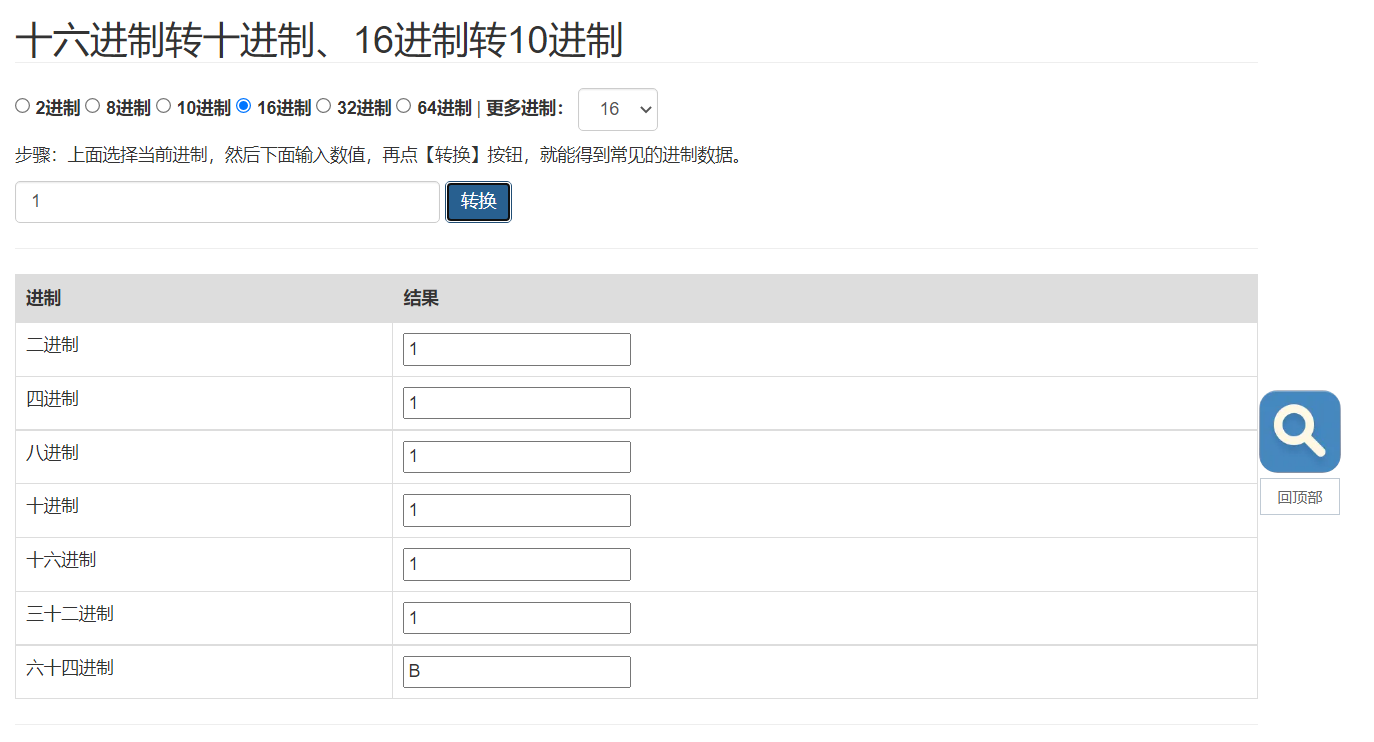 十六进制转十进制、16进制转10进制
2进制 8进制 10进制 16进制 32进制 64进制 | 更多进制： 16
步骤：上面选择当前进制，然后下面输入数值，再点【转换】按钮，就能得到常见的进制数据。
1 转换
进制 结果
二进制 1
四进制 1
八进制 1
十进制 1
十六进制 1
三十二进制 1
六十四进制 B
回顶部